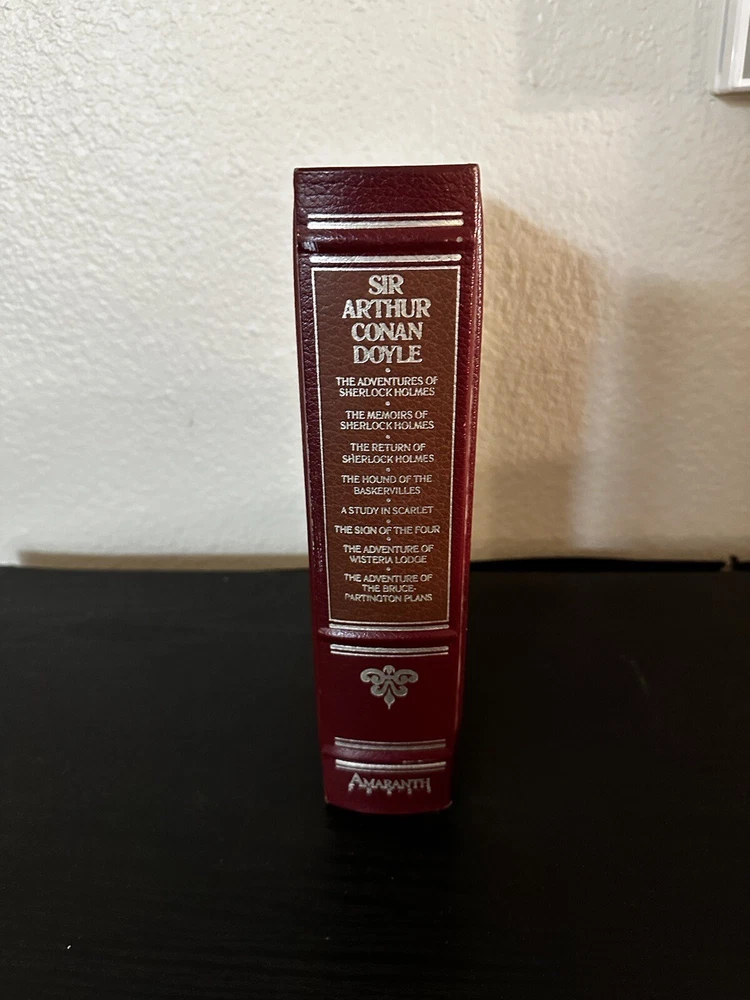 SIR
ARTHUR
CONAN
DOYLE
THE ADVENTURES OF
SHERLOCK HOLMES
THE MEMOIRS OF
SHERLOCK HOLMES
THE RETURN OF
SHERLOCK HOLMES
THE HOUND OF THE
BASKERVILLES
A STUDY IN SCARLET
THE SIGN OF THE FOUR
THE ADVENTURE OF
WISTERIA LODGE
THE ADVENTURE OF
THE BRUCE-
PARTINGTON PLANS
AMARANTH